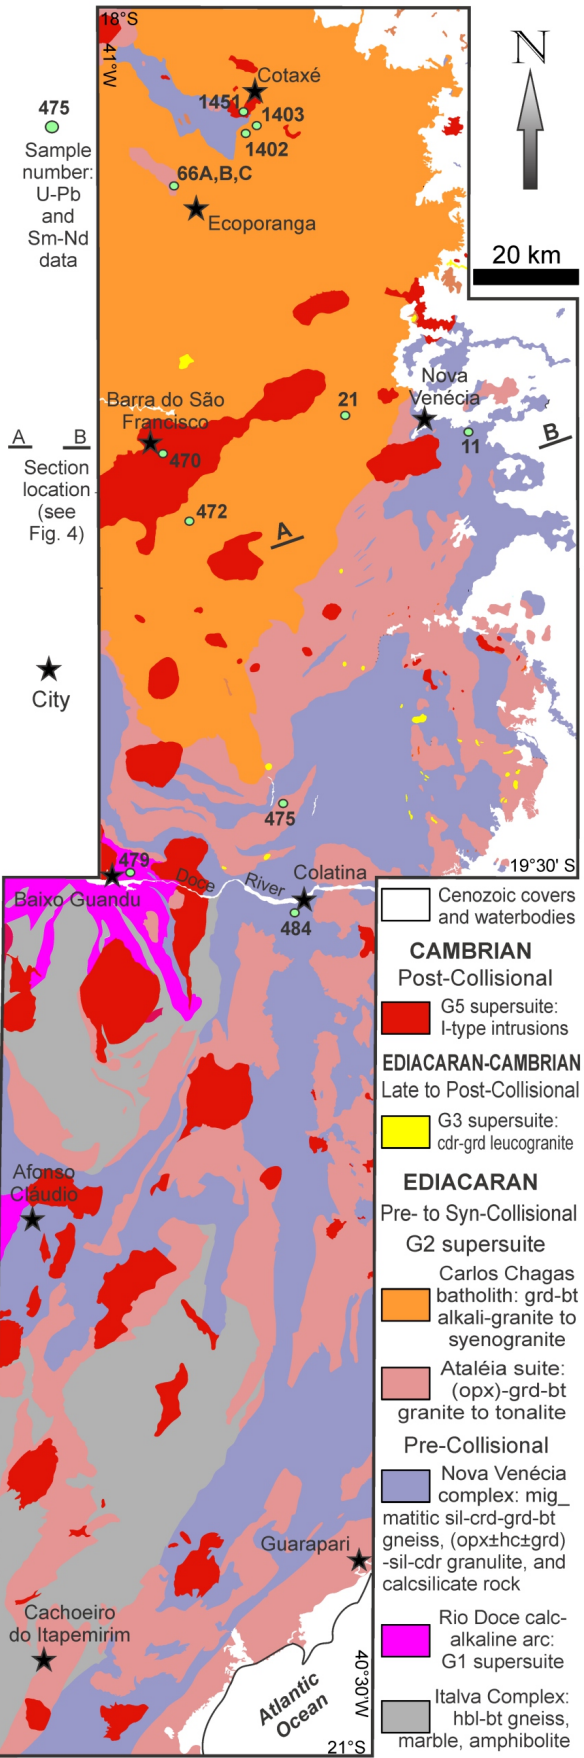 18°S
41°W
N
Cotaxé
475
1451
1403
1402
Sample
number:
U-Pb
and
Sm-Nd
data
66A,B,C
Ecoporanga
20 km
Nova
Venécia
Barra do São
Francisco
21
A B
11
B
470
Section
location
(see
Fig. 4)
472
A
City
475
479
19°30' S
Doce River
Colatina
Baixo Guandu
484
Cenozoic covers
and waterbodies
CAMBRIAN
Post-Collisional
G5 supersuite:
I-type intrusions
EDIACARAN-CAMBRIAN
Late to Post-Collisional
G3 supersuite:
cdr-grd leucogranite
Afonso
Cláudio
EDIACARAN
Pre- to Syn-Collisional
G2 supersuite
Carlos Chagas
batholith: grd-bt
alkali-granite to
syenogranite
Ataléia suite:
(opx)-grd-bt
granite to tonalite
Pre-Collisional
Nova Venécia
complex: mig_
matitic sil-crd-grd-bt
gneiss, (opx±hc±grd)
-sil-cdr granulite, and
calcsilicate rock
Guarapari
Cachoeiro
do Itapemirim
Rio Doce calc-
alkaline arc:
G1 supersuite
40°30'W
Atlantic
Ocean
Italva Complex:
hbl-bt gneiss,
marble, amphibolite
21°S